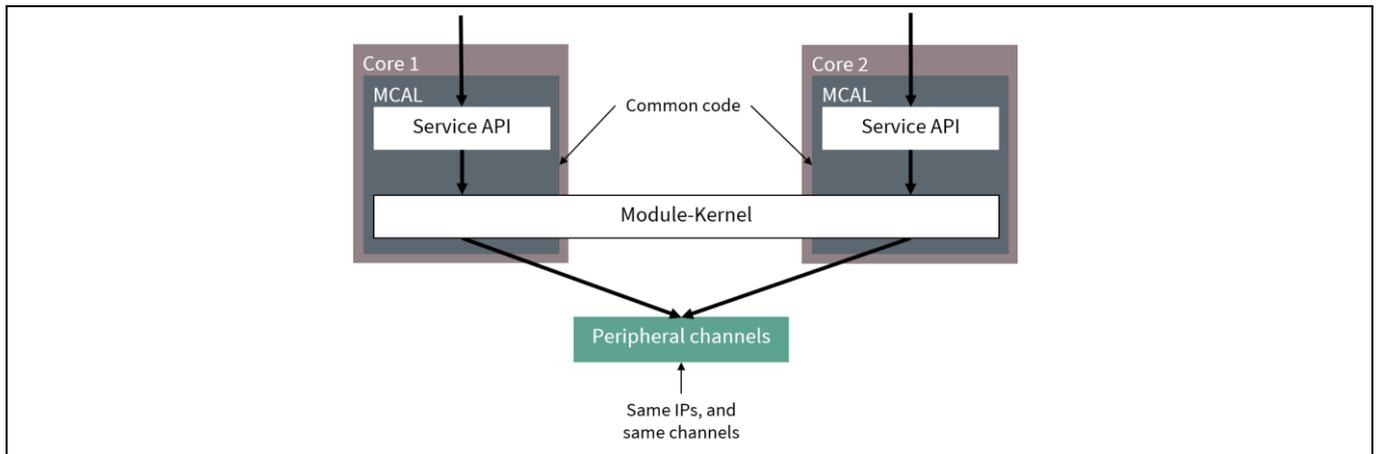 Core 1
MCAL
Service API
Common code
Core 2
MCAL
Service API
Module-Kernel
Peripheral channels
Same IPs, and
same channels